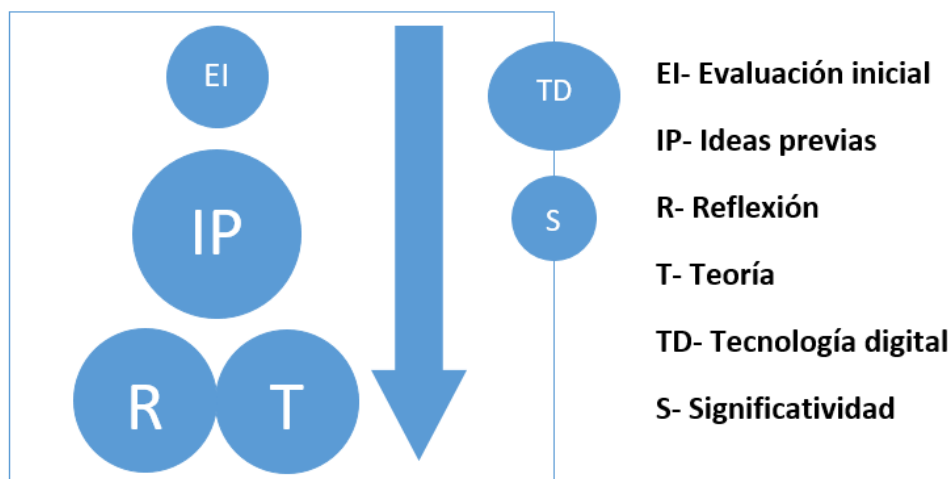 EI
IP
R
T
TD
S
EI- Evaluación inicial
IP- Ideas previas
R- Reflexión
T- Teoría
TD- Tecnología digital
S- Significatividad